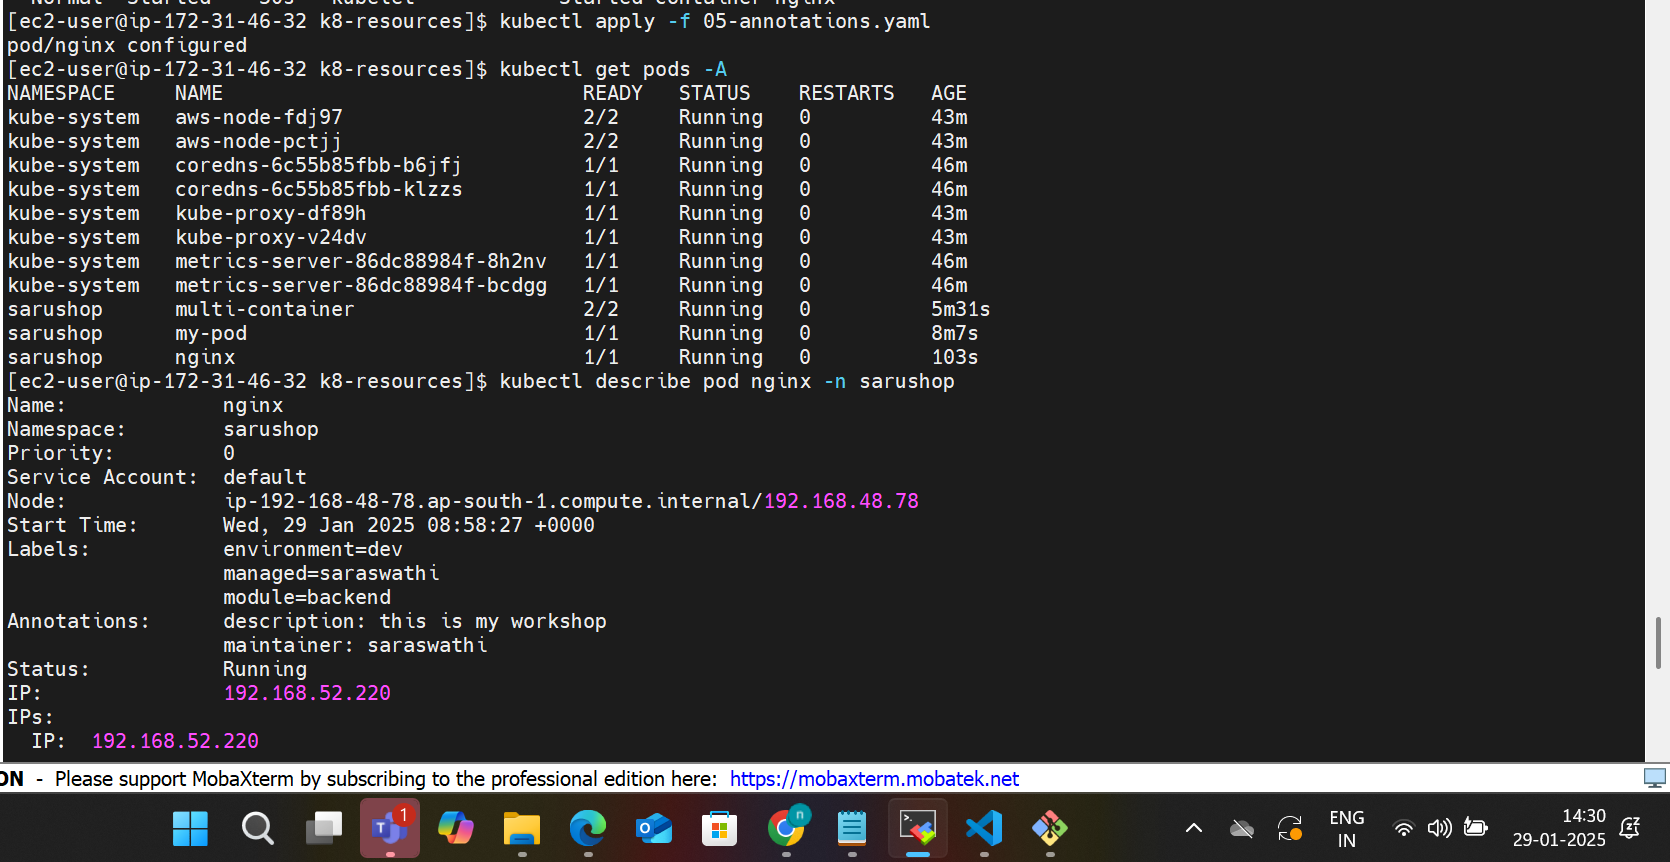 Normal  Started    50s   kubelet            Started container nginx
[ec2-user@ip-172-31-46-32 k8-resources]$ kubectl apply -f 05-annotations.yaml
pod/nginx configured
[ec2-user@ip-172-31-46-32 k8-resources]$ kubectl get pods -A
NAMESPACE     NAME                              READY   STATUS    RESTARTS   AGE
kube-system   aws-node-fdj97                    2/2     Running   0          43m
kube-system   aws-node-pctjj                    2/2     Running   0          43m
kube-system   coredns-6c55b85fbb-b6jfj          1/1     Running   0          46m
kube-system   coredns-6c55b85fbb-klzzs          1/1     Running   0          46m
kube-system   kube-proxy-df89h                  1/1     Running   0          43m
kube-system   kube-proxy-v24dv                  1/1     Running   0          43m
kube-system   metrics-server-86dc88984f-8h2nv   1/1     Running   0          46m
kube-system   metrics-server-86dc88984f-bcdgg   1/1     Running   0          46m
sarushop      multi-container                   2/2     Running   0          5m31s
sarushop      my-pod                            1/1     Running   0          8m7s
sarushop      nginx                             1/1     Running   0          103s
[ec2-user@ip-172-31-46-32 k8-resources]$ kubectl describe pod nginx -n sarushop
Name:             nginx
Namespace:        sarushop
Priority:         0
Service Account:  default
Node:             ip-192-168-48-78.ap-south-1.compute.internal/192.168.48.78
Start Time:       Wed, 29 Jan 2025 08:58:27 +0000
Labels:           environment=dev
                  managed=saraswathi
                  module=backend
Annotations:      description: this is my workshop
                  maintainer: saraswathi
Status:           Running
IP:               192.168.52.220
IPs:
  IP:  192.168.52.220
ON - Please support MobaXterm by subscribing to the professional edition here: https://mobaxterm.mobatek.net
1
n
ENG
IN
14:30
29-01-2025